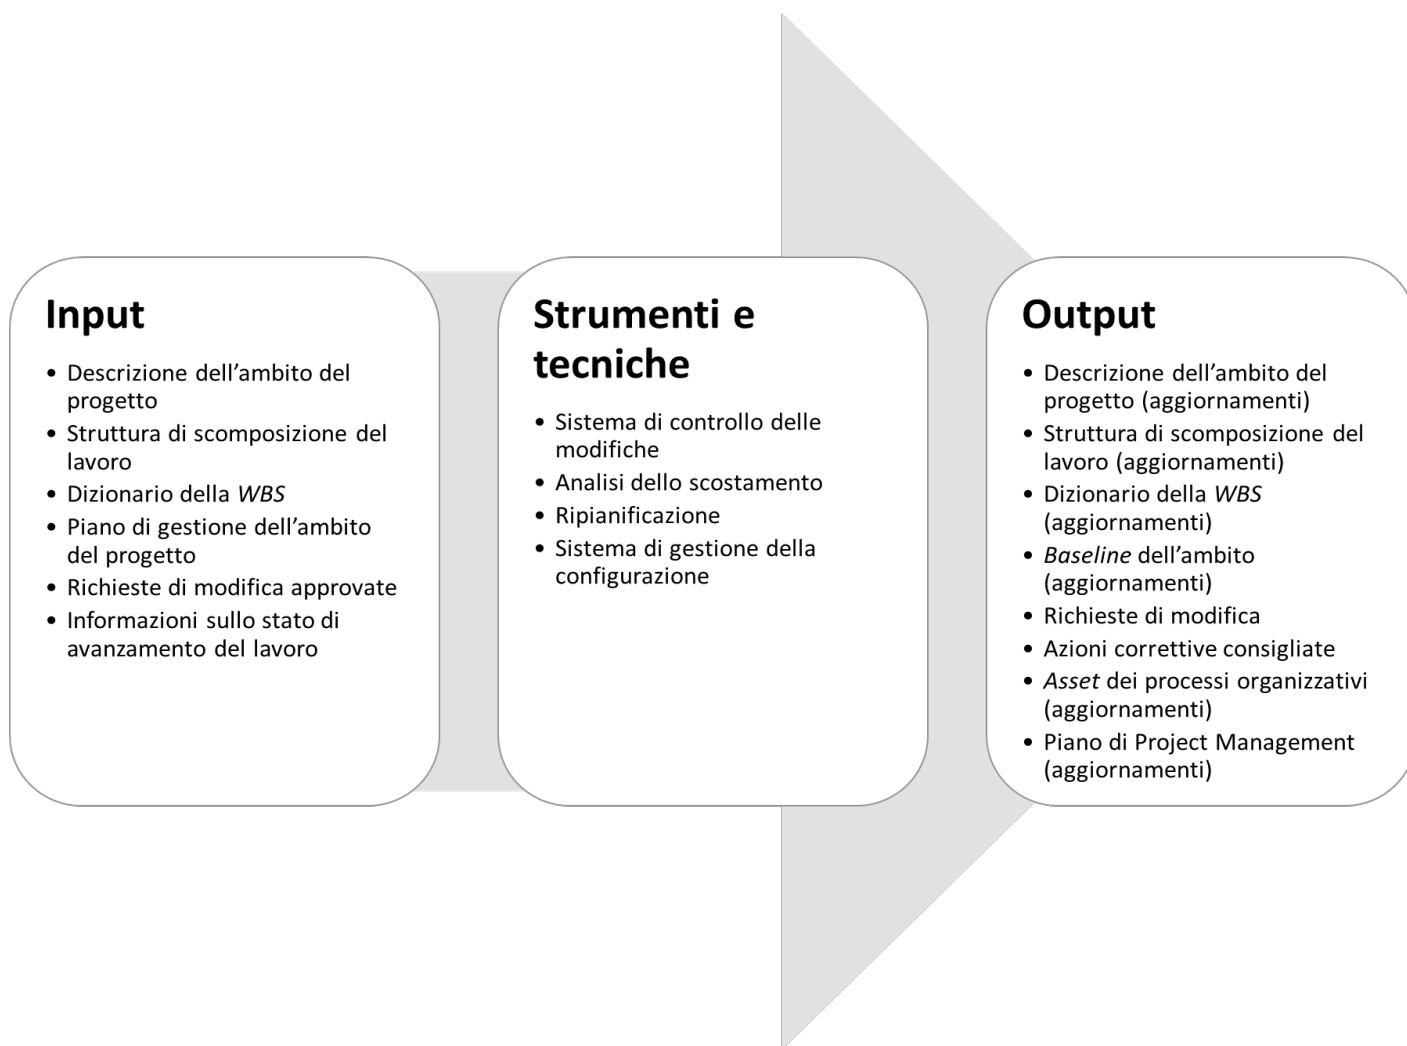 Input
• Descrizione dell’ambito del
progetto
• Struttura di scomposizione del
lavoro
• Dizionario della WBS
• Piano di gestione dell’ambito
del progetto
• Richieste di modifica approvate
• Informazioni sullo stato di
avanzamento del lavoro
Strumenti e
tecniche
• Sistema di controllo delle
modifiche
• Analisi dello scostamento
• Ripianificazione
• Sistema di gestione della
configurazione
Output
• Descrizione dell’ambito del
progetto (aggiornamenti)
• Struttura di scomposizione del
lavoro (aggiornamenti)
• Dizionario della WBS
(aggiornamenti)
• Baseline dell’ambito
(aggiornamenti)
• Richieste di modifica
• Azioni correttive consigliate
• Asset dei processi organizzativi
(aggiornamenti)
• Piano di Project Management
(aggiornamenti)